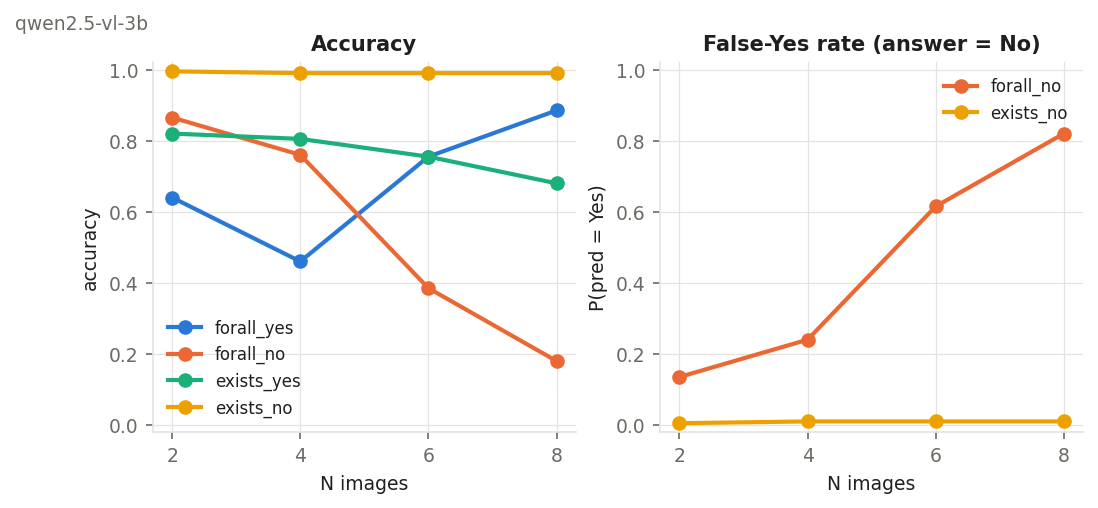 qwen2.5-vl-3b
Accuracy
accuracy
1.0
0.8
0.6
0.4
0.2
0.0
forall_yes
forall_no
exists_yes
exists_no
2 4 6 8
N images
False-Yes rate (answer = No)
P(pred = Yes)
1.0
0.8
0.6
0.4
0.2
0.0
forall_no
exists_no
2 4 6 8
N images